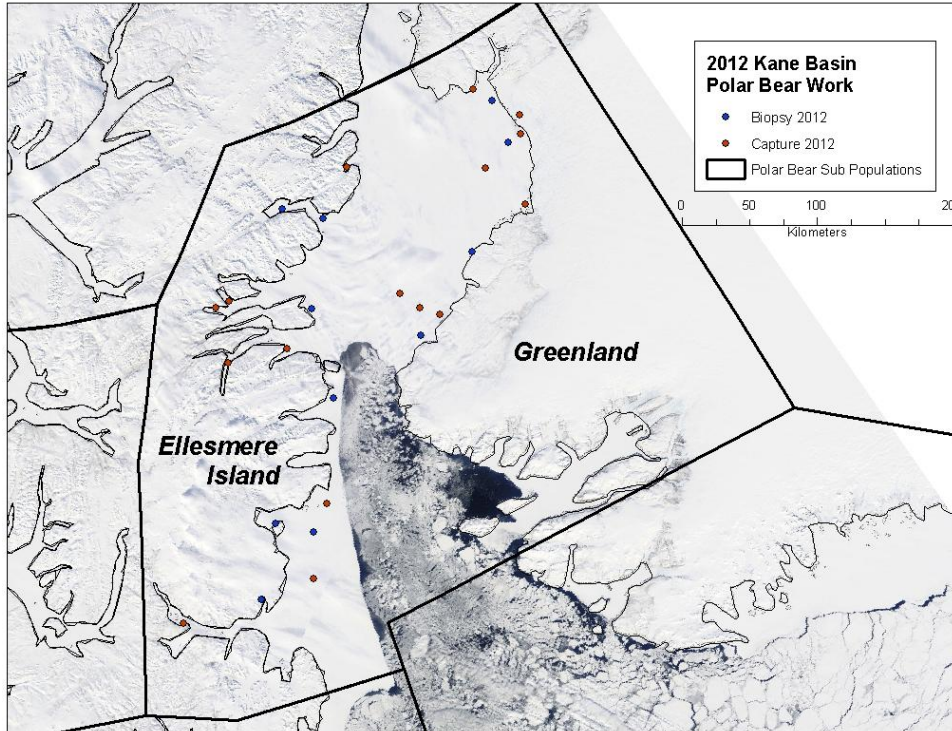 2012 Kane Basin
Polar Bear Work
Biopsy 2012
Capture 2012
Polar Bear Sub Populations
0 50 100 20
Kilometers
Greenland
Ellesmere
Island